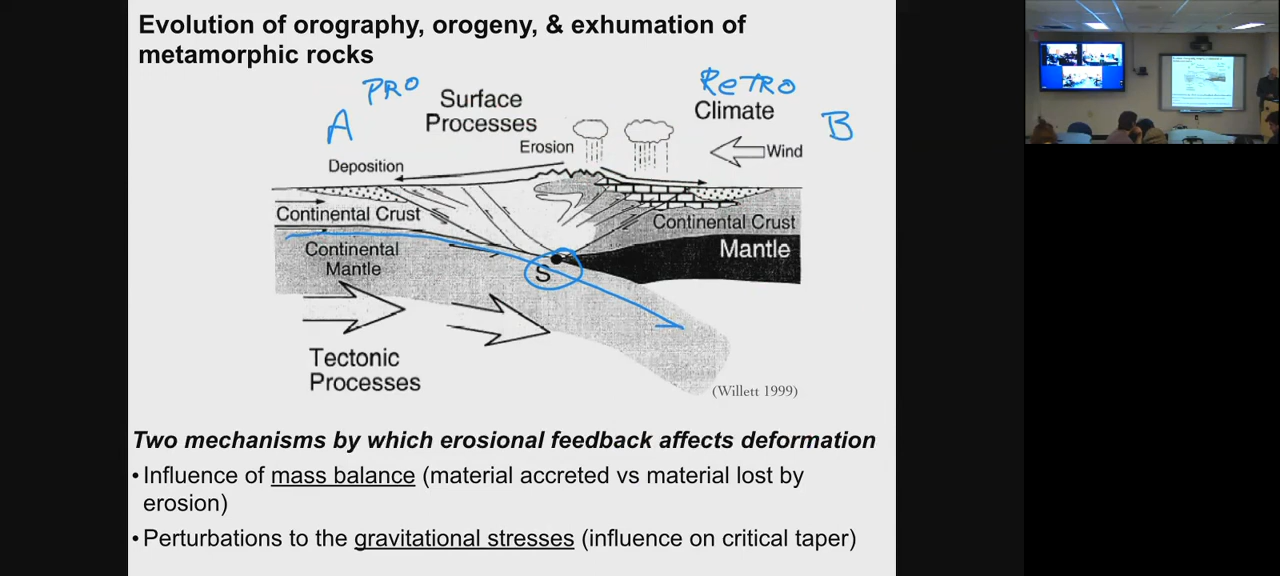 Evolution of orography, orogeny, & exhumation of
metamorphic rocks
PRO
RETRO
A
B
Surface
Processes
Climate
Erosion
Wind
Deposition
Continental Crust
Continental Crust
Continental
Mantle
Mantle
S
Tectonic
Processes
(Willett 1999)
Two mechanisms by which erosional feedback affects deformation
•Influence of mass balance (material accreted vs material lost by
erosion)
•Perturbations to the gravitational stresses (influence on critical taper)